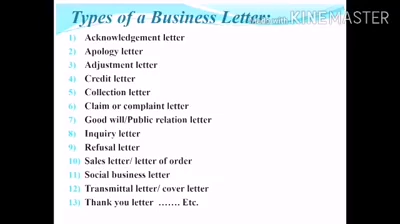 Types of a Business Letter:
KINEMASTER
1) Acknowledgement letter
2) Apology letter
3) Adjustment letter
4) Credit letter
5) Collection letter
6) Claim or complaint letter
7) Good will/Public relation letter
8) Inquiry letter
9) Refusal letter
10) Sales letter/ letter of order
11) Social business letter
12) Transmittal letter/ cover letter
13) Thank you letter ……. Etc.